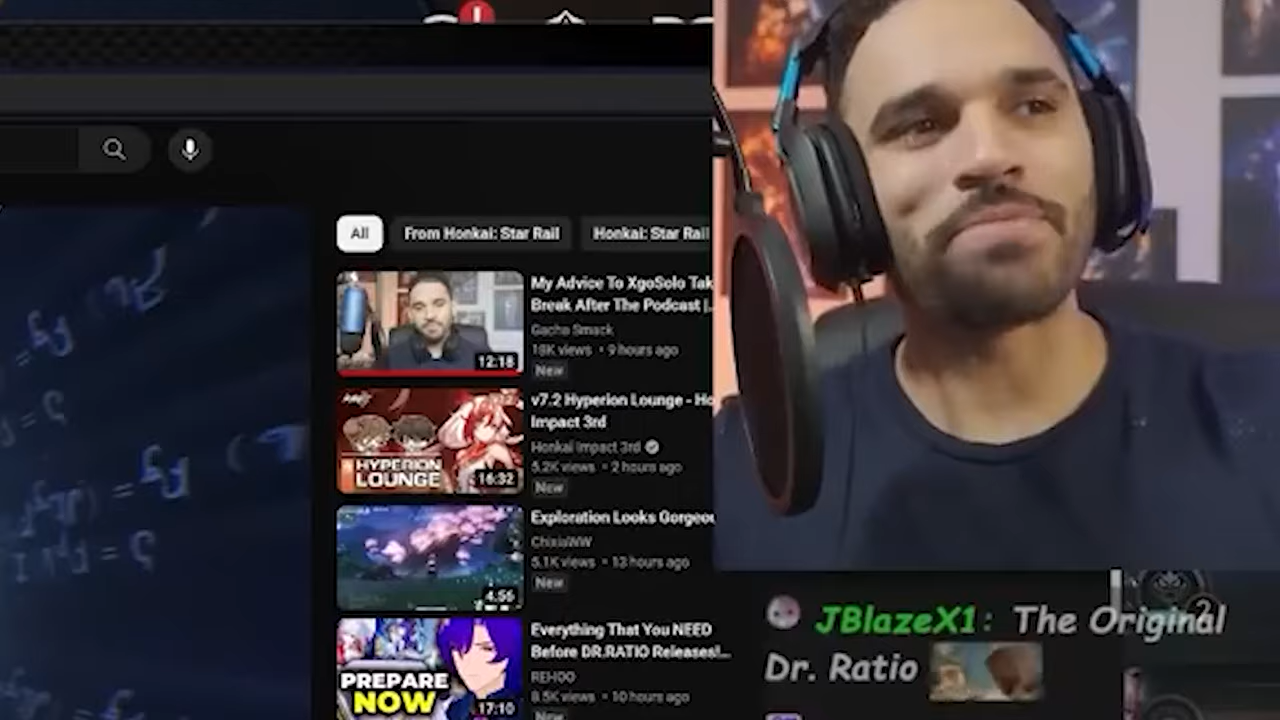 All
From Honkai: Star Rail
Honkai: Star Rail
My Advice To XgoSolo Tak
Break After The Podcast |..
Gacha Smack
18K views • 9 hours ago
New
12:18
v7.2 Hyperion Lounge - Ho
Impact 3rd
Honkai Impact 3rd
5.2K views • 2 hours ago
New
HYPERION
LOUNGE
16:32
Exploration Looks Gorgeou
ChixiaWW
5.1K views • 13 hours ago
New
4:56
Everything That You NEED
Before DR.RATIO Releases!...
REHOO
8.5K views • 10 hours ago
New
PREPARE
NOW
17:10
JBlazeX1: The Original
Dr. Ratio